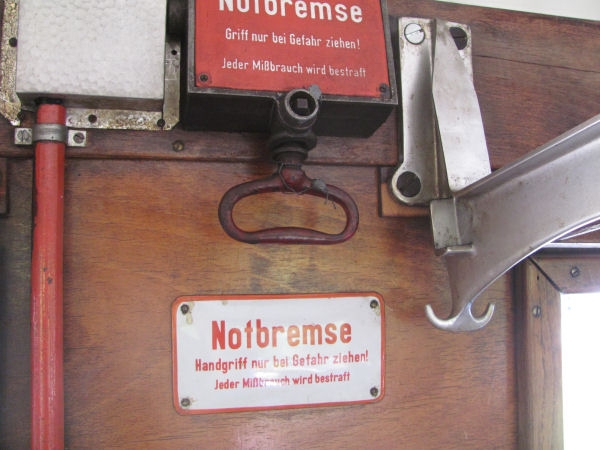 Notbremse
Griff nur bei Gefahr ziehen!
Jeder Mißbrauch wird bestraft
Notbremse
Handgriff nur bei Gefahr ziehen!
Jeder Mißbrauch wird bestraft